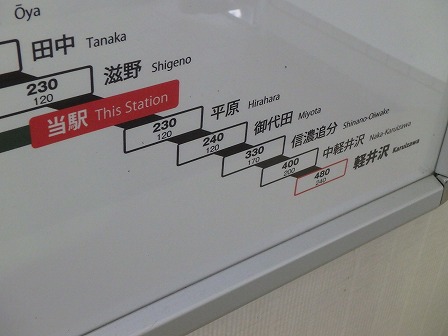 Ōya
田中 Tanaka
230
120
滋野 Shigeno
当駅 This Station
230
120
平原 Hirahara
240
120
御代田 Miyota
330
170
信濃追分 Shinano-Oiwake
400
200
中軽井沢 Naka-Karuizawa
480
240
軽井沢 Karuizawa